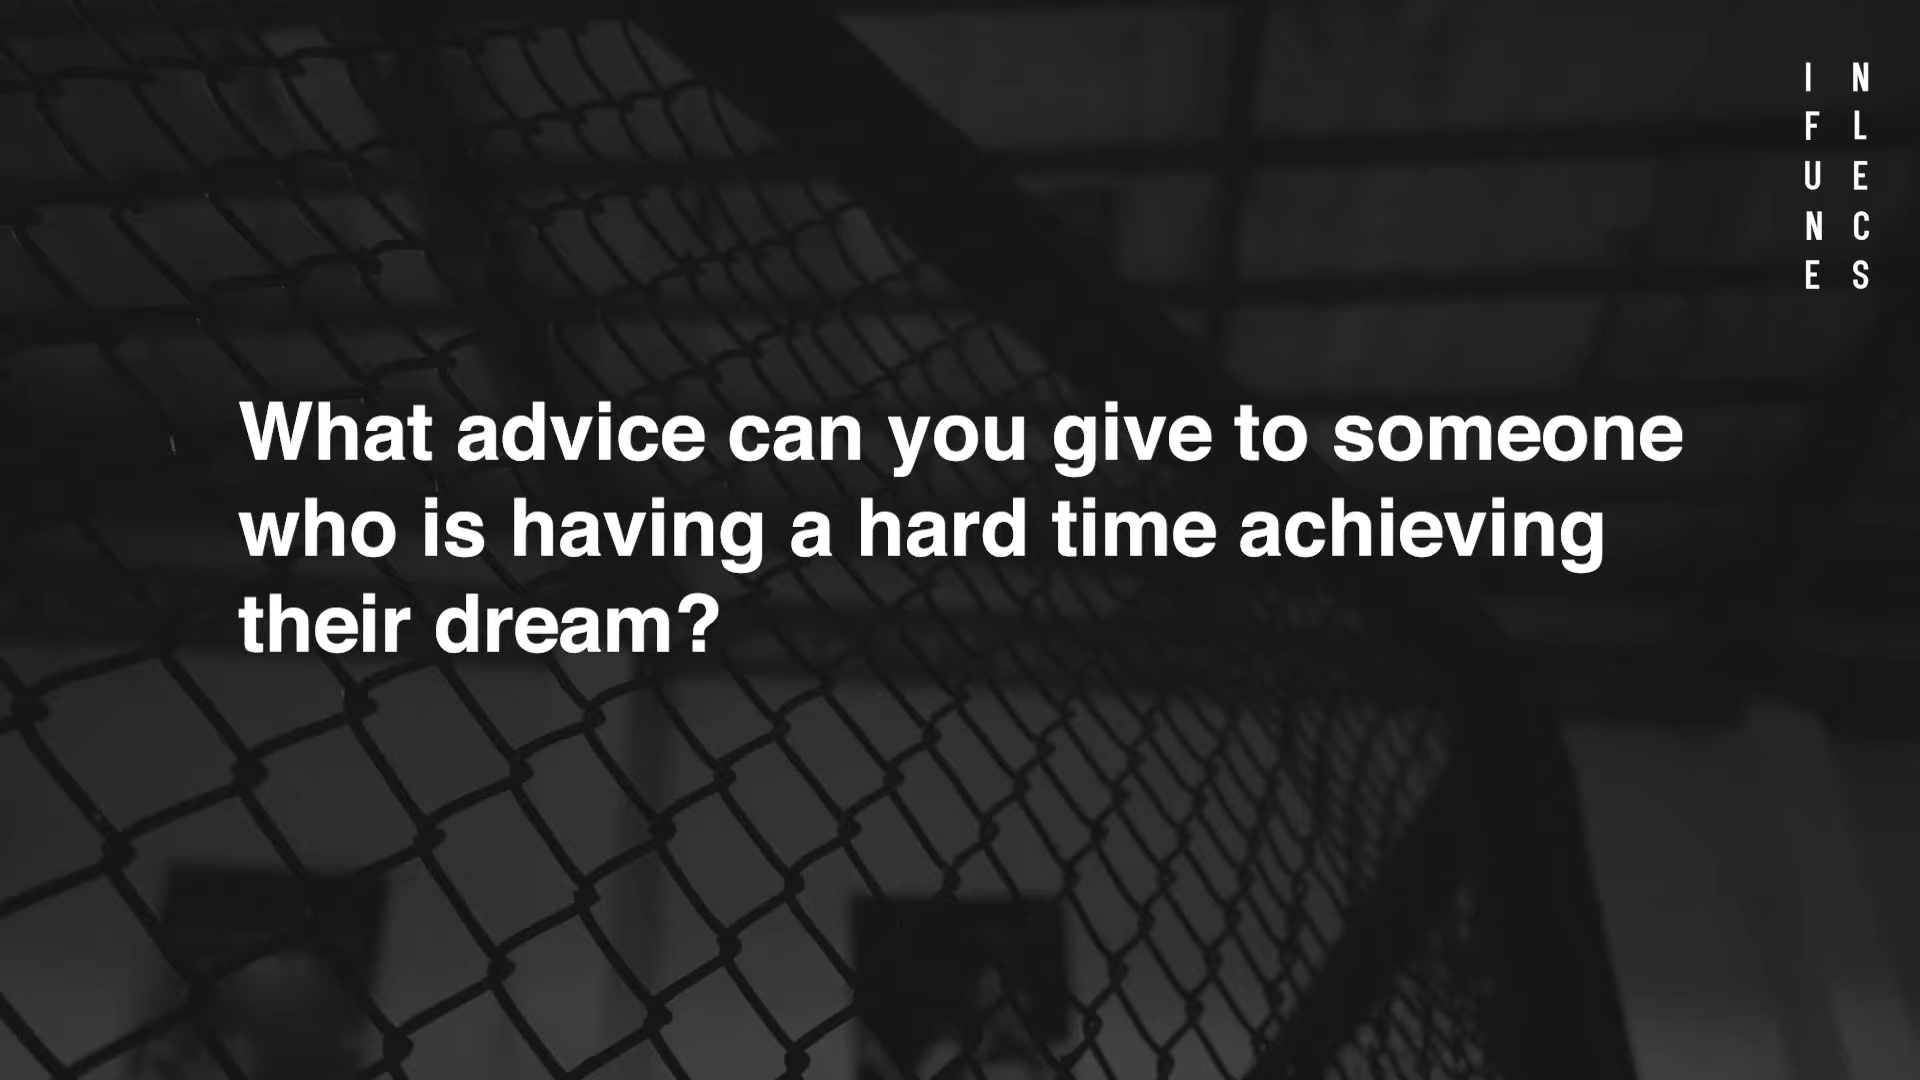 What advice can you give to someone
who is having a hard time achieving
their dream?
I N
F L
U E
N C
E S